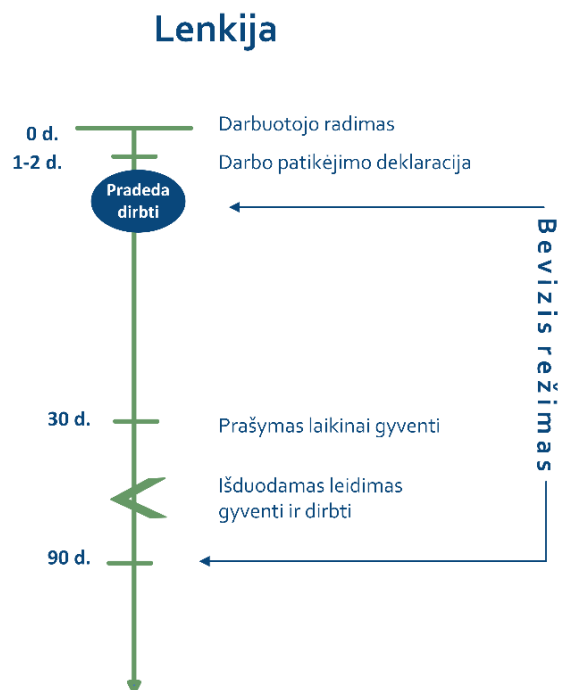 Lenkija
0 d.
Darbuotojo radimas
1-2 d.
Darbo patikėjimo deklaracija
Pradeda
dirbti
Bevizis režimas
30 d.
Prašymas laikinai gyventi
Išduodamas leidimas
gyventi ir dirbti
90 d.